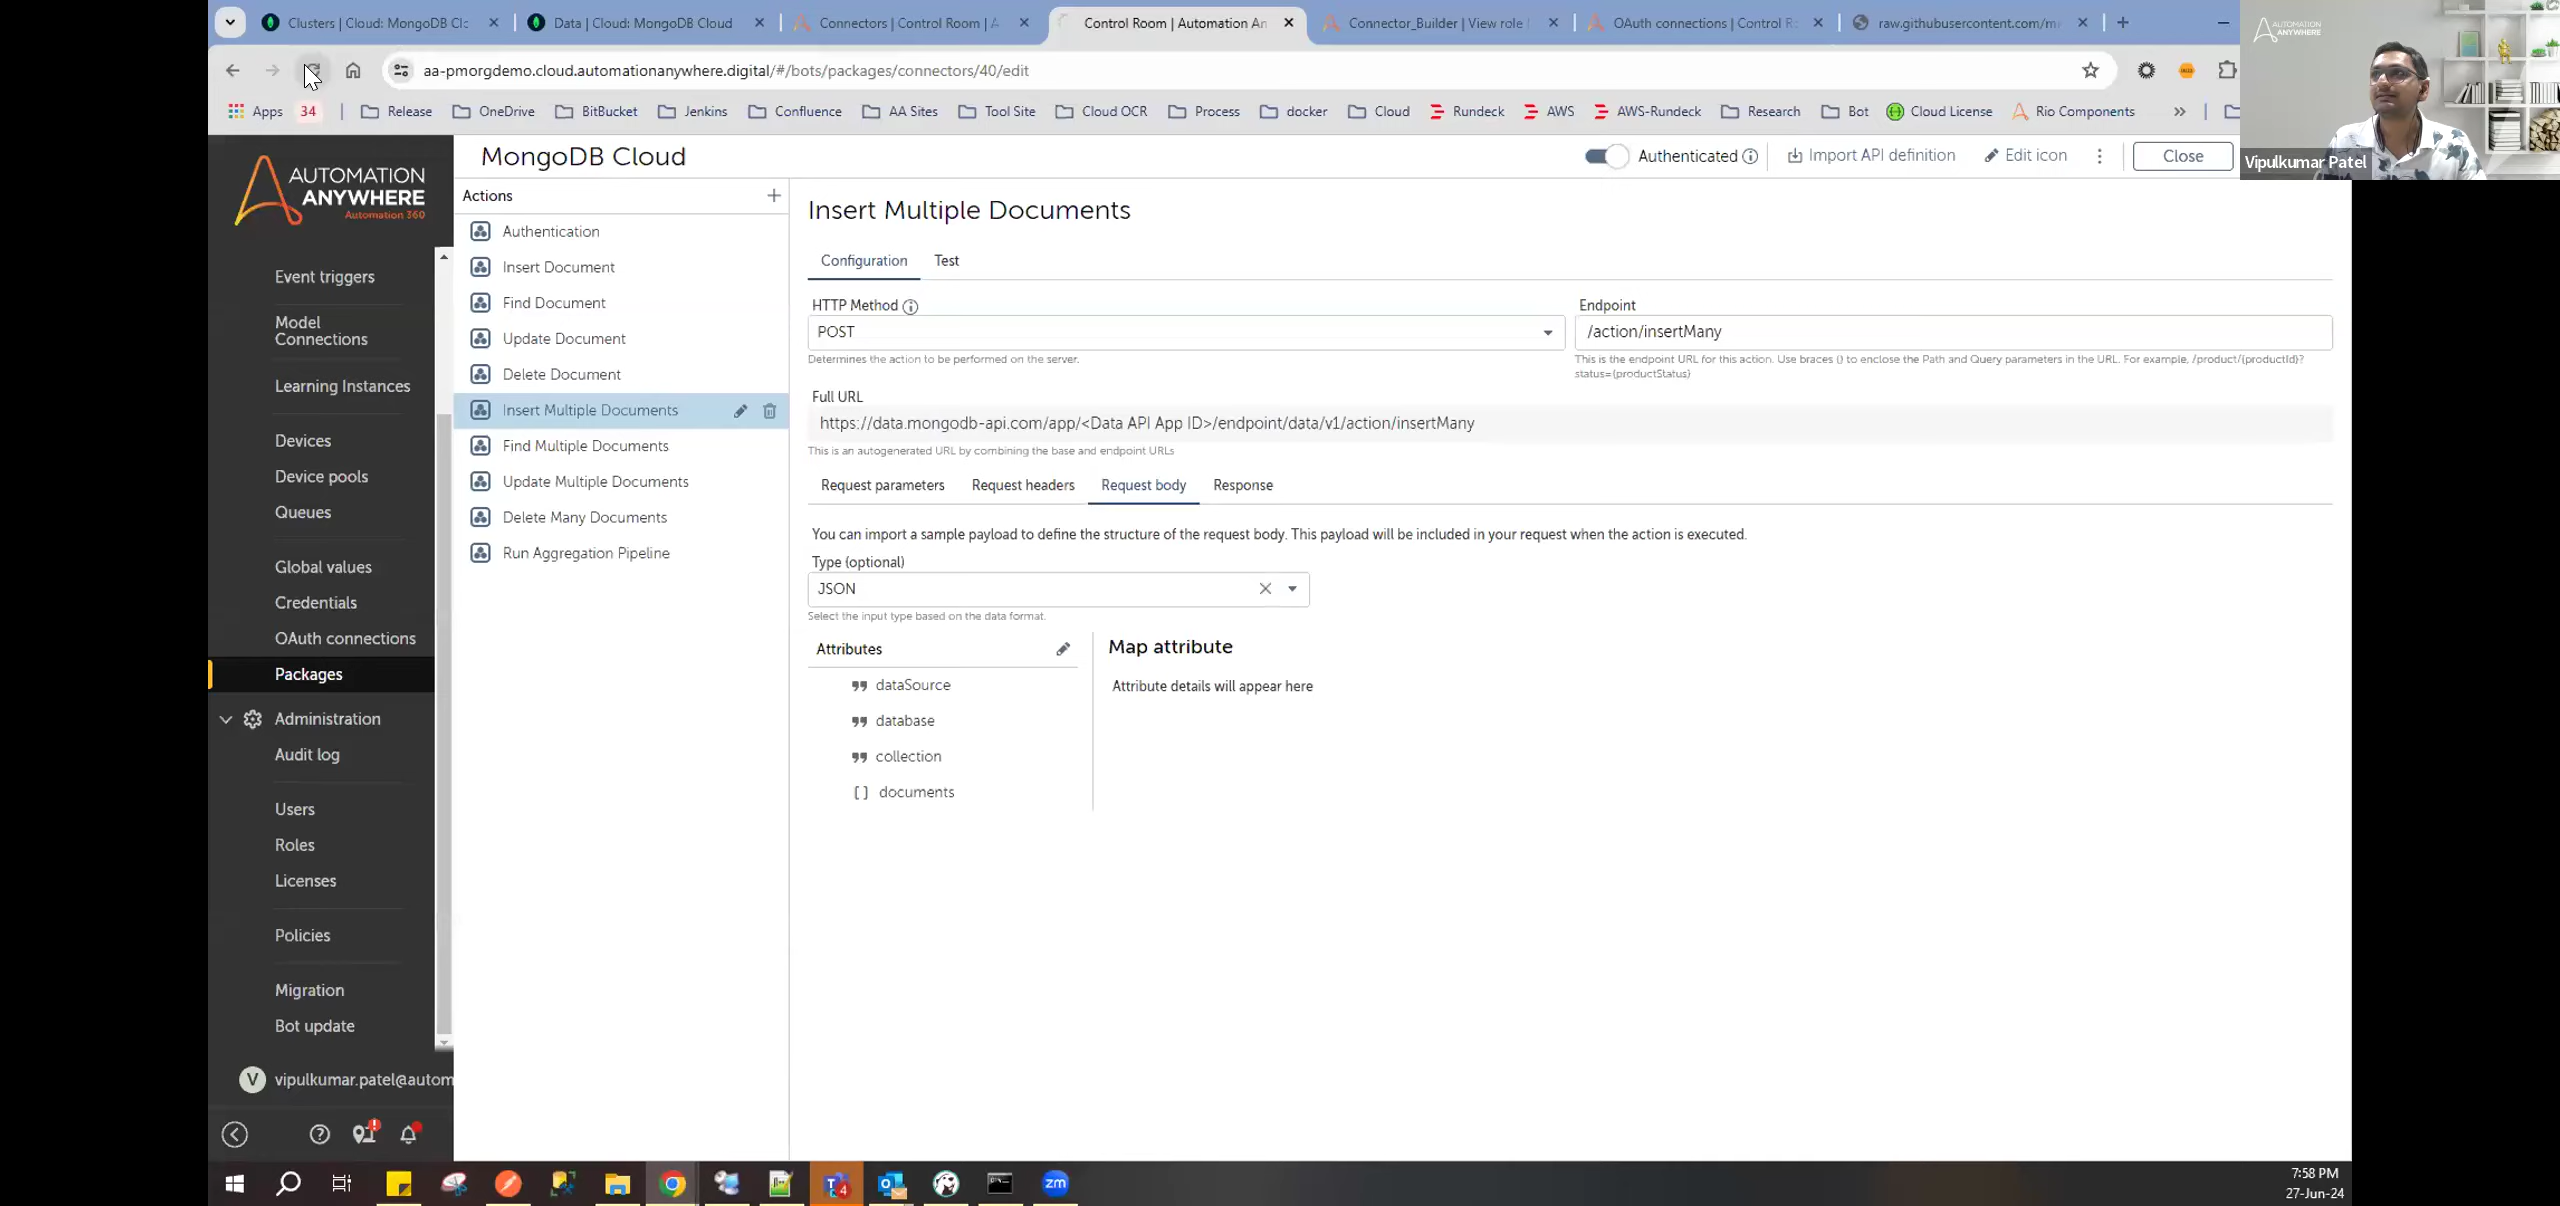 Clusters | Cloud: MongoDB Clc
Data | Cloud: MongoDB Cloud
Connectors | Control Room | A
Control Room | Automation An
Connector_Builder | View role |
OAuth connections | Control Ro
raw.githubusercontent.com/m
aa-pmorgdemo.cloud.automationanywhere.digital/#/bots/packages/connectors/40/edit
Apps
34
Release
OneDrive
BitBucket
Jenkins
Confluence
AA Sites
Tool Site
Cloud OCR
Process
docker
Cloud
Rundeck
AWS
AWS-Rundeck
Research
Bot
Cloud License
Rio Components
AUTOMATION
ANYWHERE
Vipulkumar Patel
AUTOMATION
ANYWHERE
Automation 360
Event triggers
Model
Connections
Learning Instances
Devices
Device pools
Queues
Global values
Credentials
OAuth connections
Packages
Administration
Audit log
Users
Roles
Licenses
Policies
Migration
Bot update
V
vipulkumar.patel@autom
MongoDB Cloud
Authenticated
Import API definition
Edit icon
Close
Actions
Authentication
Insert Document
Find Document
Update Document
Delete Document
Insert Multiple Documents
Find Multiple Documents
Update Multiple Documents
Delete Many Documents
Run Aggregation Pipeline
Insert Multiple Documents
Configuration
Test
HTTP Method
POST
Determines the action to be performed on the server.
Endpoint
/action/insertMany
This is the endpoint URL for this action. Use braces {} to enclose the Path and Query parameters in the URL. For example, /product/{productId}?
status={productStatus}
Full URL
https://data.mongodb-api.com/app/<Data API App ID>/endpoint/data/v1/action/insertMany
This is an autogenerated URL by combining the base and endpoint URLs
Request parameters
Request headers
Request body
Response
You can import a sample payload to define the structure of the request body. This payload will be included in your request when the action is executed.
Type (optional)
JSON
Select the input type based on the data format.
Attributes
dataSource
database
collection
[ ] documents
Map attribute
Attribute details will appear here
4
zm
7:58 PM
27-Jun-24